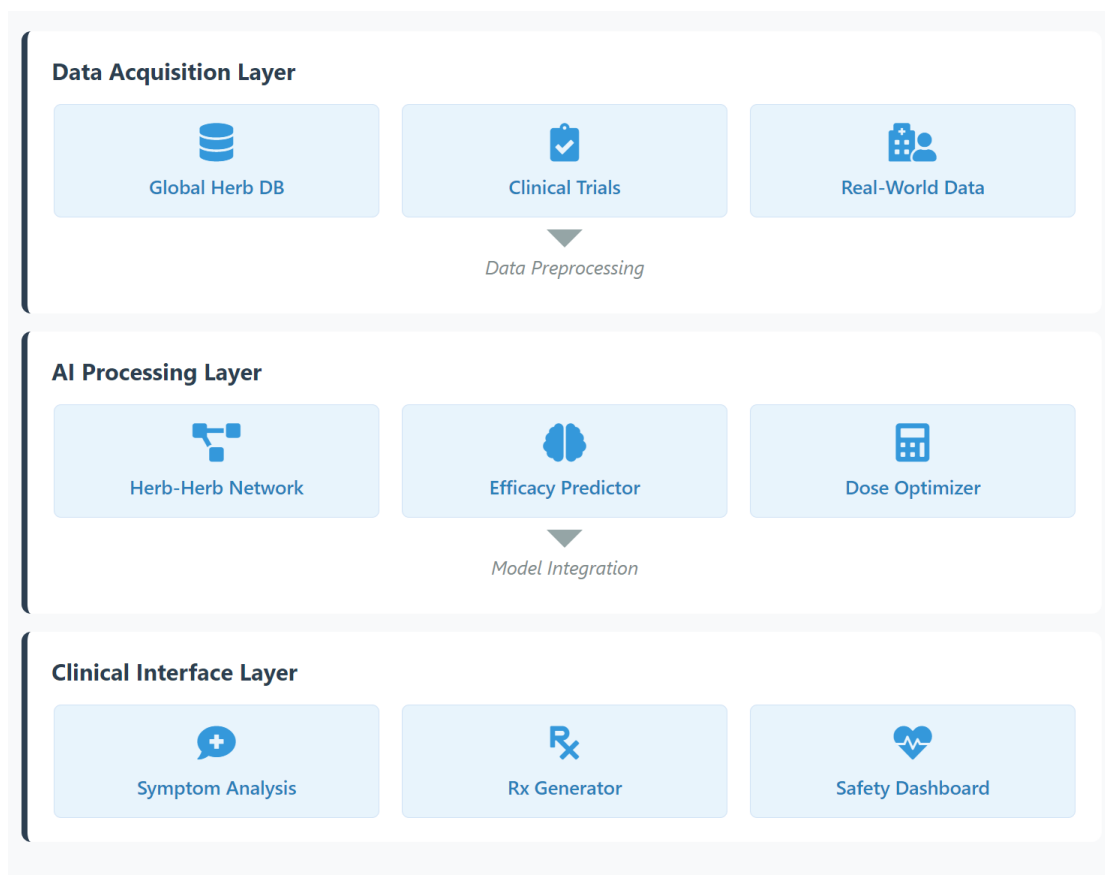 Data Acquisition Layer
Global Herb DB
Clinical Trials
Real-World Data
Data Preprocessing
AI Processing Layer
Herb-Herb Network
Efficacy Predictor
Dose Optimizer
Model Integration
Clinical Interface Layer
Symptom Analysis
Rx Generator
Safety Dashboard